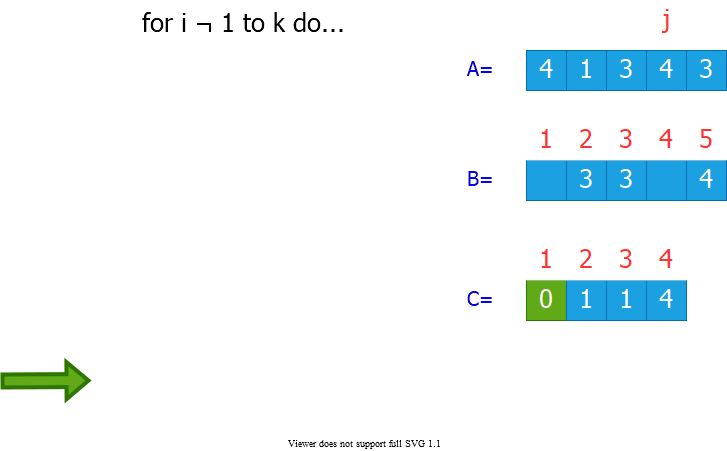 for i ¬ 1 to k do...
j
A= 4 1 3 4 3
1 2 3 4 5
B= 3 3 4
1 2 3 4
C= 0 1 1 4
Viewer does not support full SVG 1.1